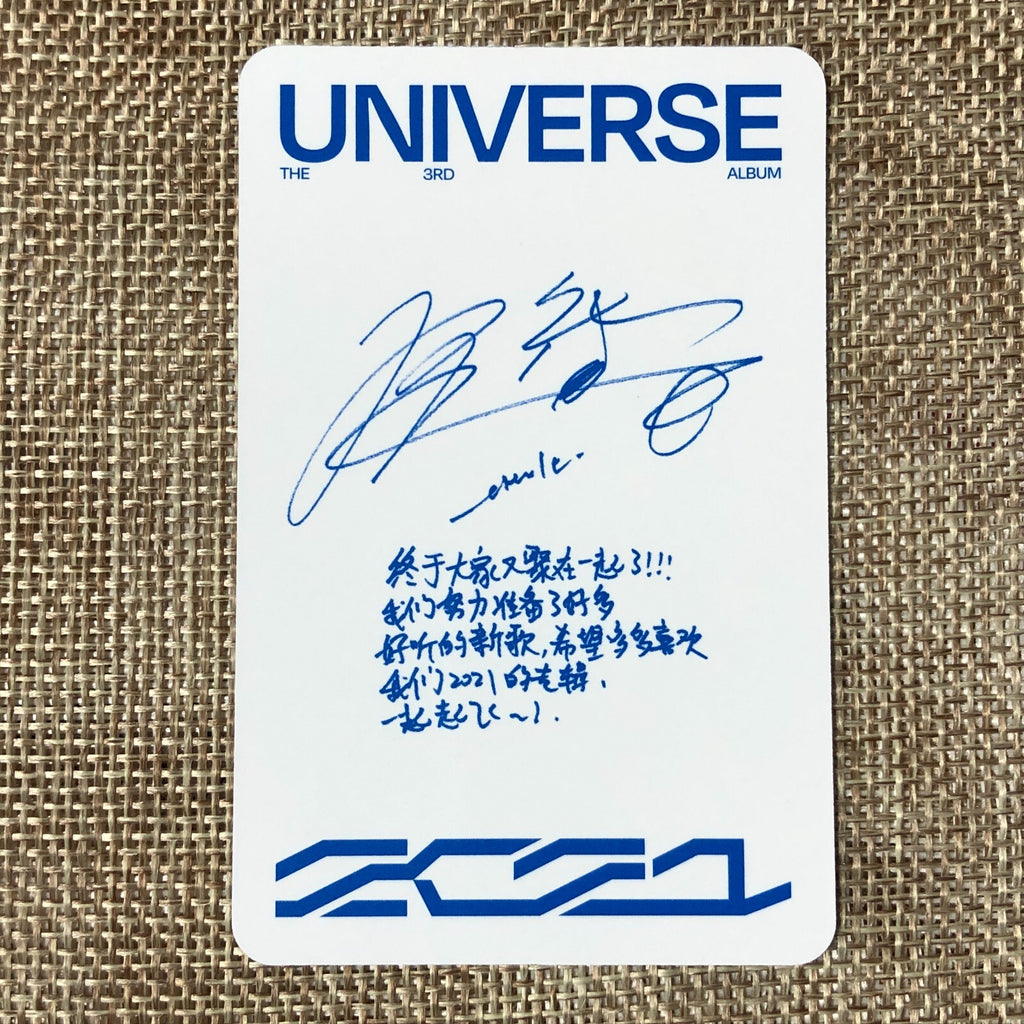 UNIVERSE
THE 3RD ALBUM
终于大家又聚在一起了!!!
我们努力准备了好多
好听的新歌,希望多多喜欢
我们2021的专辑.
一起起飞~!.
2021